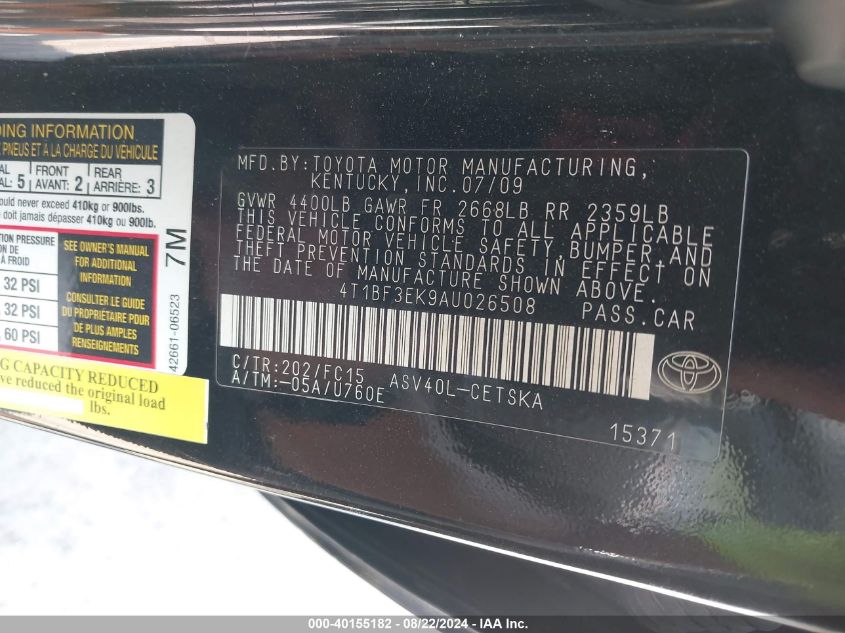 DING INFORMATION
PNEUS ET À LA CHARGE DU VÉHICULE
5 FRONT AVANT: 2 REAR ARRIÈRE: 3
never exceed 410kg or 900lbs.
doit jamais dépasser 410kg ou 900lb.
TION PRESSURE
ON DE
À FROID
32 PSI
32 PSI
60 PSI
SEE OWNER'S MANUAL
FOR ADDITIONAL
INFORMATION
CONSULTER LE GUIDE
DU PROPRIÉTAIRE POUR
DE PLUS AMPLES
RENSEIGNEMENTS
7M
42661-06523
G CAPACITY REDUCED
ve reduced the original load
lbs.
MFD.BY:TOYOTA MOTOR MANUFACTURING,
KENTUCKY, INC.07/09
GVWR 4400LB GAWR FR 2668LB RR 2359LB
THIS VEHICLE CONFORMS TO ALL APPLICABLE
FEDERAL MOTOR VEHICLE SAFETY,BUMPER,AND
THEFT PREVENTION STANDARDS IN EFFECT ON
THE DATE OF MANUFACTURE SHOWN ABOVE.
4T1BF3EK9AU026508 PASS.CAR
C/TR:202/FC15 ASV40L-CETSKA
A/TM:-05A/U760E
15371
000-40155182 - 08/22/2024 - IAA Inc.